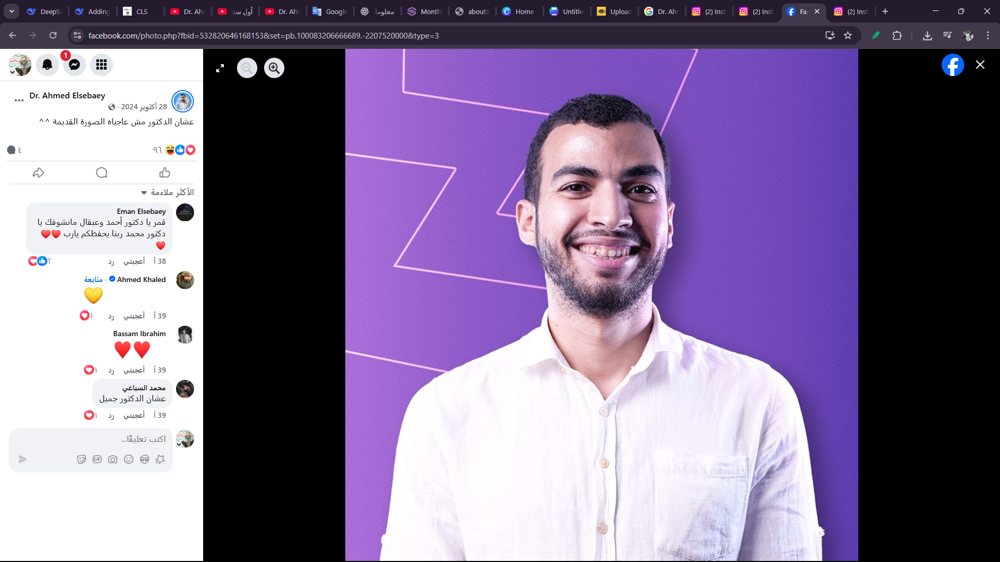 DeepSe
Adding
CLS
Dr. Ahr
أول سنة
Dr. Ahr
Google
معلومات
Month
about:b
Home
Untitle
Upload
Dr. Ahr
(2) Inst
(2) Inst
Fa
(2) Inst
facebook.com/photo.php?fbid=532820646168153&set=pb.100083206666689.-2207520000&type=3
1
Dr. Ahmed Elsebaey
28 أكتوبر 2024 ·
عشان الدكتور مش عاجباه الصورة القديمة ^^
٩٦
٤
الأكثر ملاءمة
Eman Elsebaey
قمر يا دكتور أحمد وعبقال مانشوفك يا
دكتور محمد ربنا يحفظكم يارب ❤️❤️
❤️
38 أ أعجبني رد ٢
Ahmed Khaled · متابعة
💛
39 أ أعجبني رد ١
Bassam Ibrahim
❤️❤️
39 أ أعجبني رد ١
محمد السباعي
عشان الدكتور جميل
39 أ أعجبني رد ١
اكتب تعليقًا...
GIF